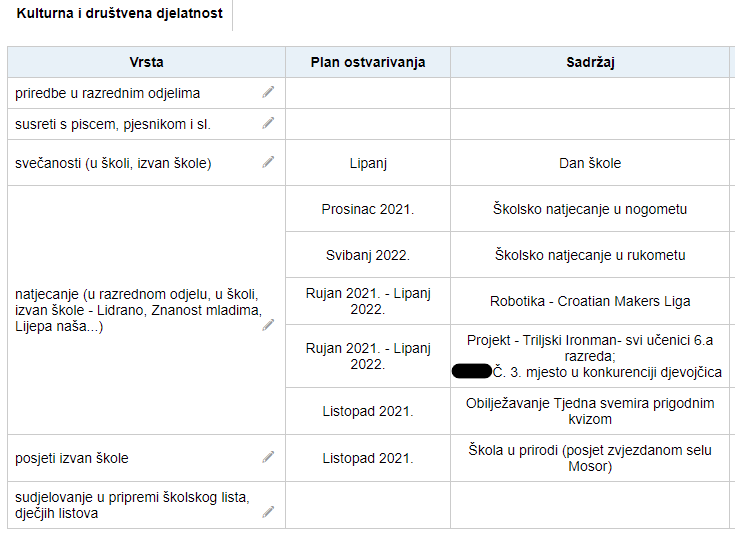 Kulturna i društvena djelatnost
Vrsta
Plan ostvarivanja
Sadržaj
priredbe u razrednim odjelima
susreti s piscem, pjesnikom i sl.
svečanosti (u školi, izvan škole)
Lipanj
Dan škole
natjecanje (u razrednom odjelu, u školi,
izvan škole - Lidrano, Znanost mladima,
Lijepa naša...)
Prosinac 2021.
Školsko natjecanje u nogometu
Svibanj 2022.
Školsko natjecanje u rukometu
Rujan 2021. - Lipanj
2022.
Robotika - Croatian Makers Liga
Rujan 2021. - Lipanj
2022.
Projekt - Triljski Ironman- svi učenici 6.a
razreda;
Č. 3. mjesto u konkurenciji djevojčica
Listopad 2021.
Obilježavanje Tjedna svemira prigodnim
kvizom
posjeti izvan škole
Listopad 2021.
Škola u prirodi (posjet zvjezdanom selu
Mosor)
sudjelovanje u pripremi školskog lista,
dječjih listova